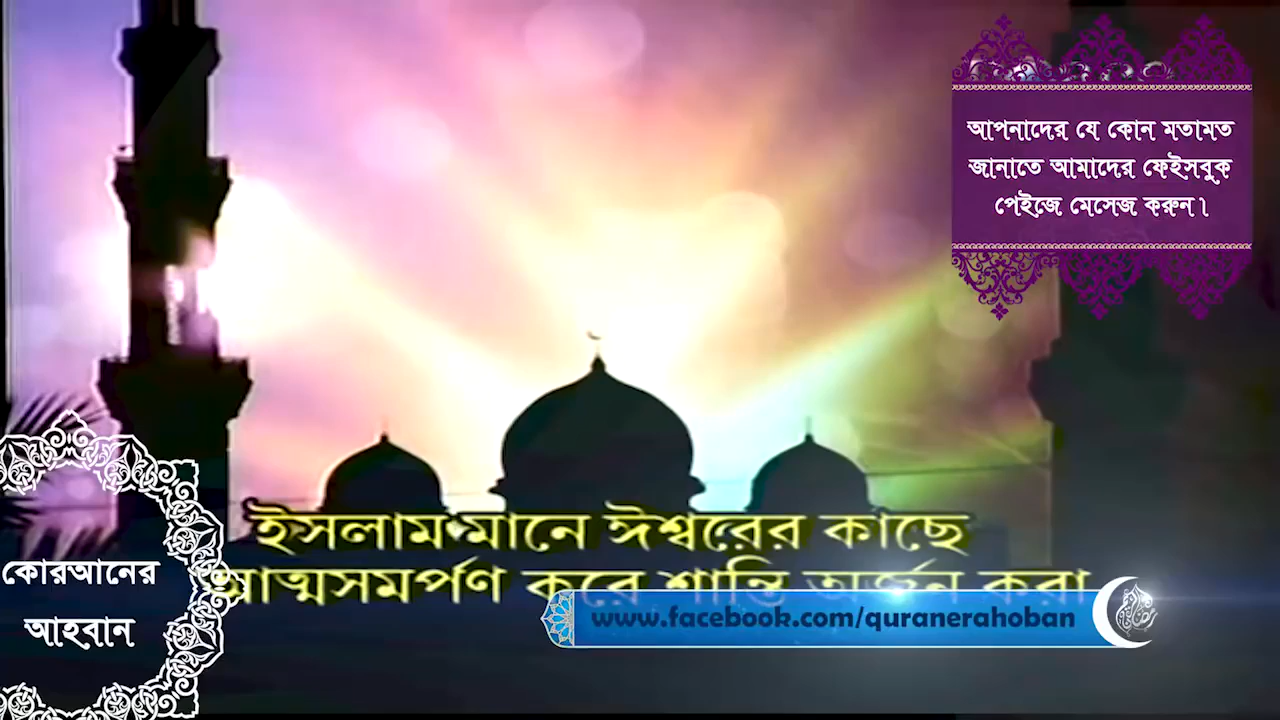 আপনাদের যে কোন মতামত
জানাতে আমাদের ফেইসবুক
পেইজে মেসেজ করুন।
ইসলাম মানে ঈশ্বরের কাছে
আত্মসমর্পণ করে শান্তি অর্জন করা
কোরআনের
আহবান
www.facebook.com/quranerahoban